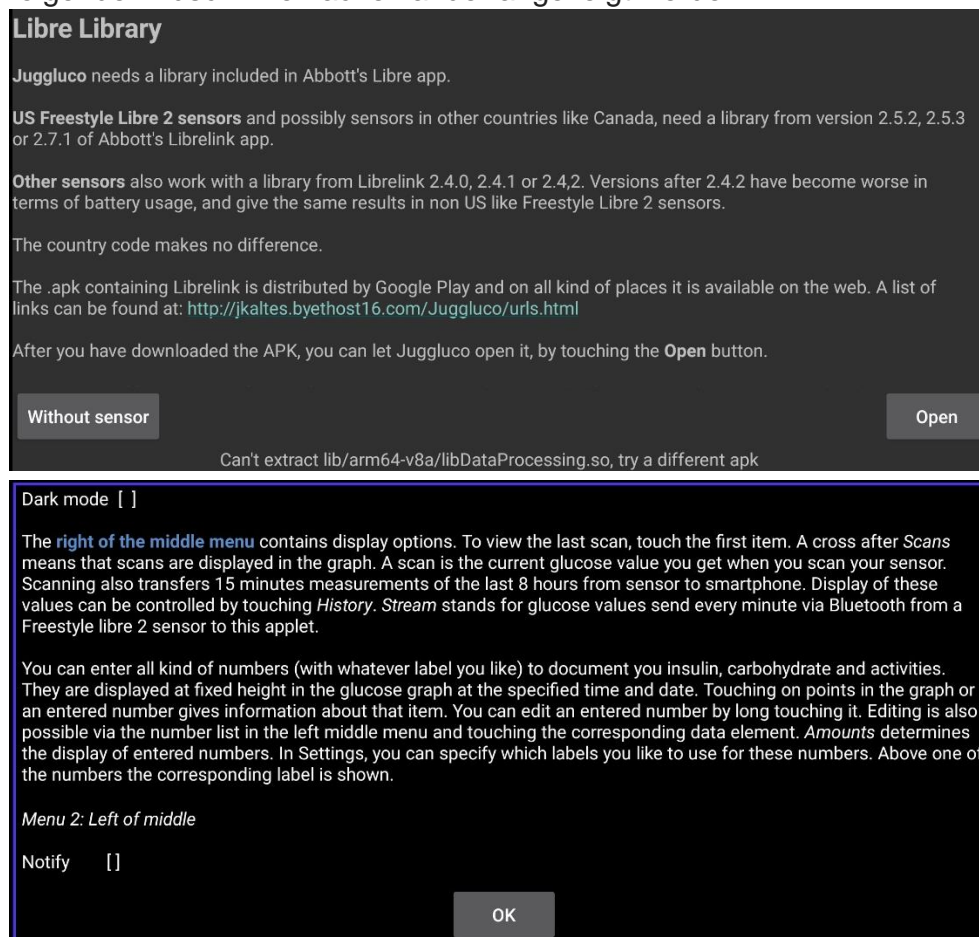 Libre Library
Juggluco needs a library included in Abbott's Libre app.
US Freestyle Libre 2 sensors and possibly sensors in other countries like Canada, need a library from version 2.5.2, 2.5.3
or 2.7.1 of Abbott's Librelink app.
Other sensors also work with a library from Librelink 2.4.0, 2.4.1 or 2.4,2. Versions after 2.4.2 have become worse in
terms of battery usage, and give the same results in non US like Freestyle Libre 2 sensors.
The country code makes no difference.
The .apk containing Librelink is distributed by Google Play and on all kind of places it is available on the web. A list of
links can be found at: http://jkaltes.byethost16.com/Juggluco/urls.html
After you have downloaded the APK, you can let Juggluco open it, by touching the Open button.
Without sensor
Open
Can't extract lib/arm64-v8a/libDataProcessing.so, try a different apk
Dark mode [ ]
The right of the middle menu contains display options. To view the last scan, touch the first item. A cross after Scans
means that scans are displayed in the graph. A scan is the current glucose value you get when you scan your sensor.
Scanning also transfers 15 minutes measurements of the last 8 hours from sensor to smartphone. Display of these
values can be controlled by touching History. Stream stands for glucose values send every minute via Bluetooth from a
Freestyle libre 2 sensor to this applet.
You can enter all kind of numbers (with whatever label you like) to document you insulin, carbohydrate and activities.
They are displayed at fixed height in the glucose graph at the specified time and date. Touching on points in the graph or
an entered number gives information about that item. You can edit an entered number by long touching it. Editing is also
possible via the number list in the left middle menu and touching the corresponding data element. Amounts determines
the display of entered numbers. In Settings, you can specify which labels you like to use for these numbers. Above one of
the numbers the corresponding label is shown.
Menu 2: Left of middle
Notify []
OK